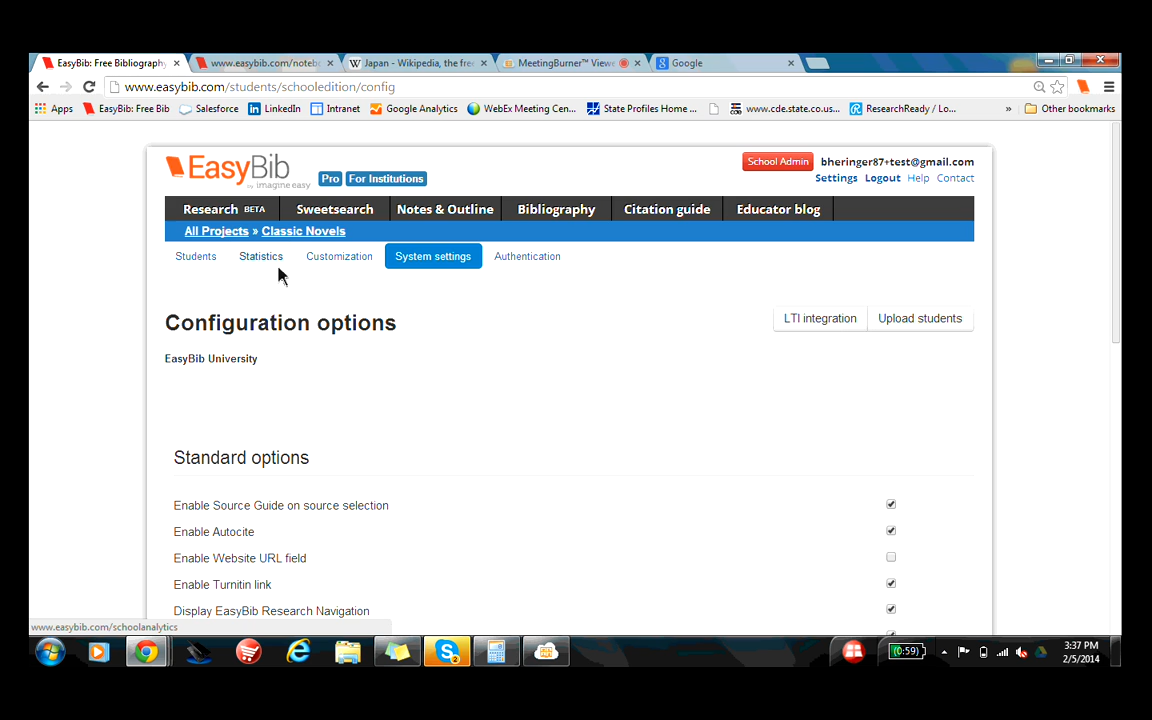 EasyBib: Free Bibliography
www.easybib.com/noteb
Japan - Wikipedia, the free
MeetingBurner™ Viewe
Google
www.easybib.com/students/schooledition/config
Apps
EasyBib: Free Bib
Salesforce
LinkedIn
Intranet
Google Analytics
WebEx Meeting Cen...
State Profiles Home ...
www.cde.state.co.us...
ResearchReady / Lo...
»
Other bookmarks
EasyBib
by imagine easy
Pro
For Institutions
School Admin
bheringer87+test@gmail.com
Settings Logout Help Contact
Research BETA
Sweetsearch
Notes & Outline
Bibliography
Citation guide
Educator blog
All Projects » Classic Novels
Students
Statistics
Customization
System settings
Authentication
Configuration options
LTI integration
Upload students
EasyBib University
Standard options
Enable Source Guide on source selection
Enable Autocite
Enable Website URL field
Enable Turnitin link
Display EasyBib Research Navigation
www.easybib.com/schoolanalytics
2
(0:59)
3:37 PM
2/5/2014